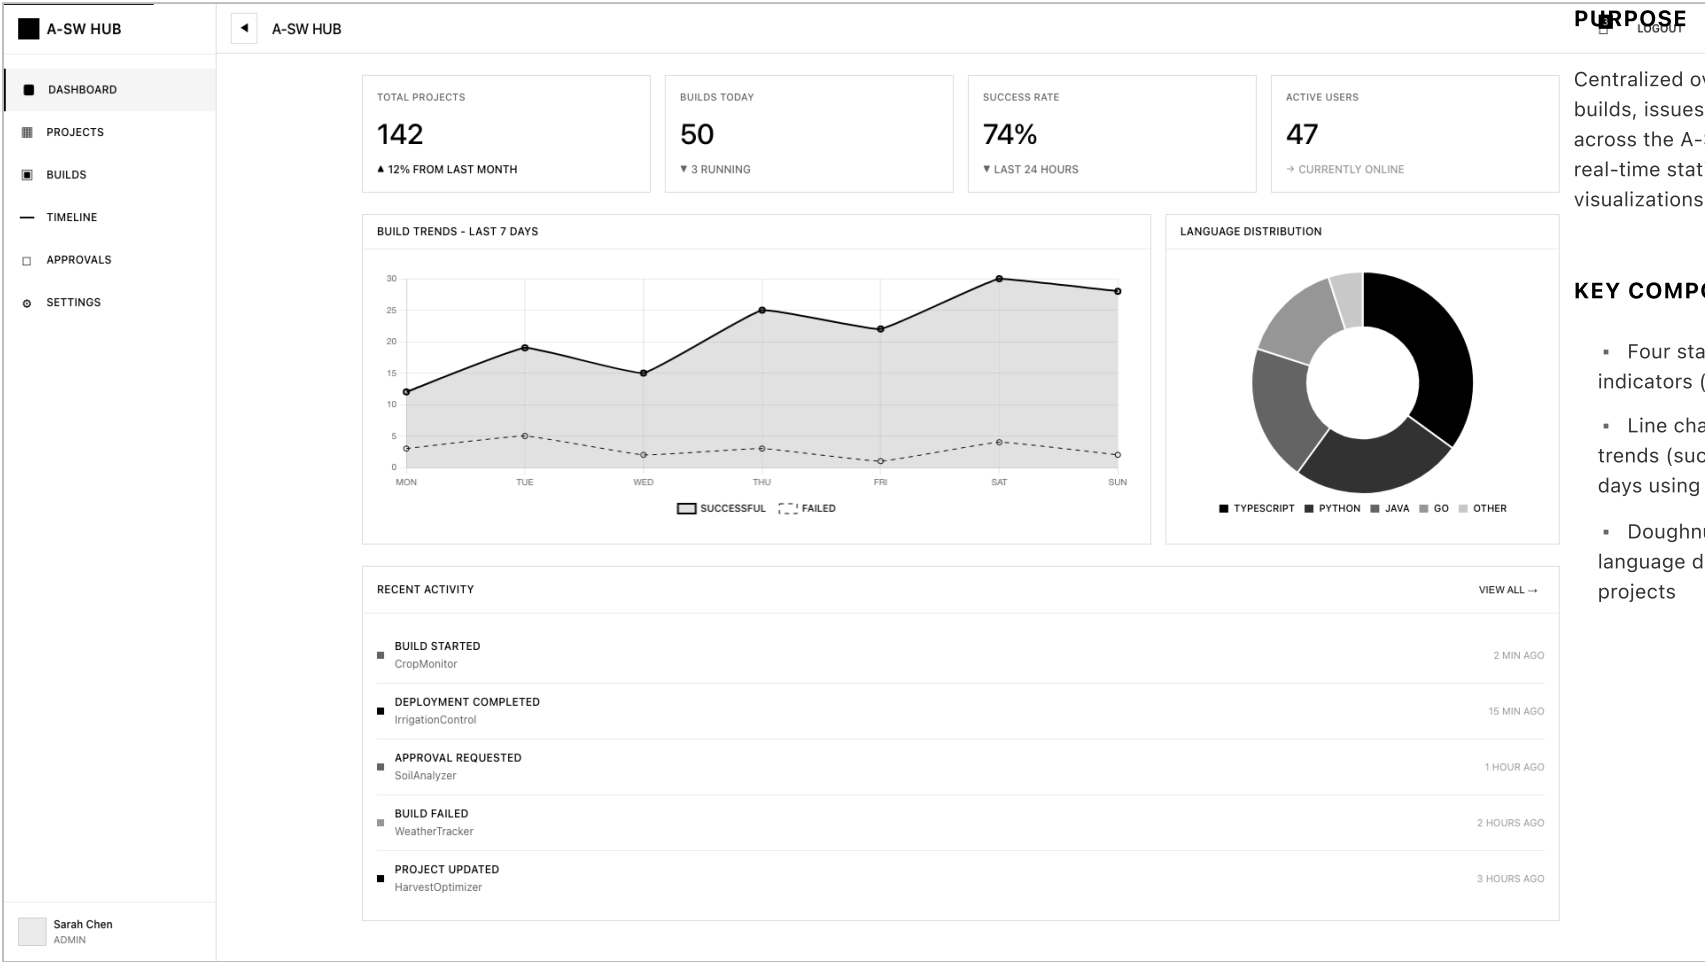 A-SW HUB
DASHBOARD
PROJECTS
BUILDS
TIMELINE
APPROVALS
SETTINGS
Sarah Chen
ADMIN
A-SW HUB
LOGOUT
TOTAL PROJECTS
142
▲ 12% FROM LAST MONTH
BUILDS TODAY
50
▼ 3 RUNNING
SUCCESS RATE
74%
▼ LAST 24 HOURS
ACTIVE USERS
47
→ CURRENTLY ONLINE
BUILD TRENDS - LAST 7 DAYS
30
25
20
15
10
5
0
MON TUE WED THU FRI SAT SUN
SUCCESSFUL FAILED
LANGUAGE DISTRIBUTION
TYPESCRIPT PYTHON JAVA GO OTHER
RECENT ACTIVITY
VIEW ALL →
BUILD STARTED
CropMonitor
2 MIN AGO
DEPLOYMENT COMPLETED
IrrigationControl
15 MIN AGO
APPROVAL REQUESTED
SoilAnalyzer
1 HOUR AGO
BUILD FAILED
WeatherTracker
2 HOURS AGO
PROJECT UPDATED
HarvestOptimizer
3 HOURS AGO
PURPOSE
Centralized ov
builds, issues
across the A-
real-time stat
visualizations
KEY COMPO
▪ Four sta
indicators (
▪ Line cha
trends (suc
days using
▪ Doughnu
language d
projects